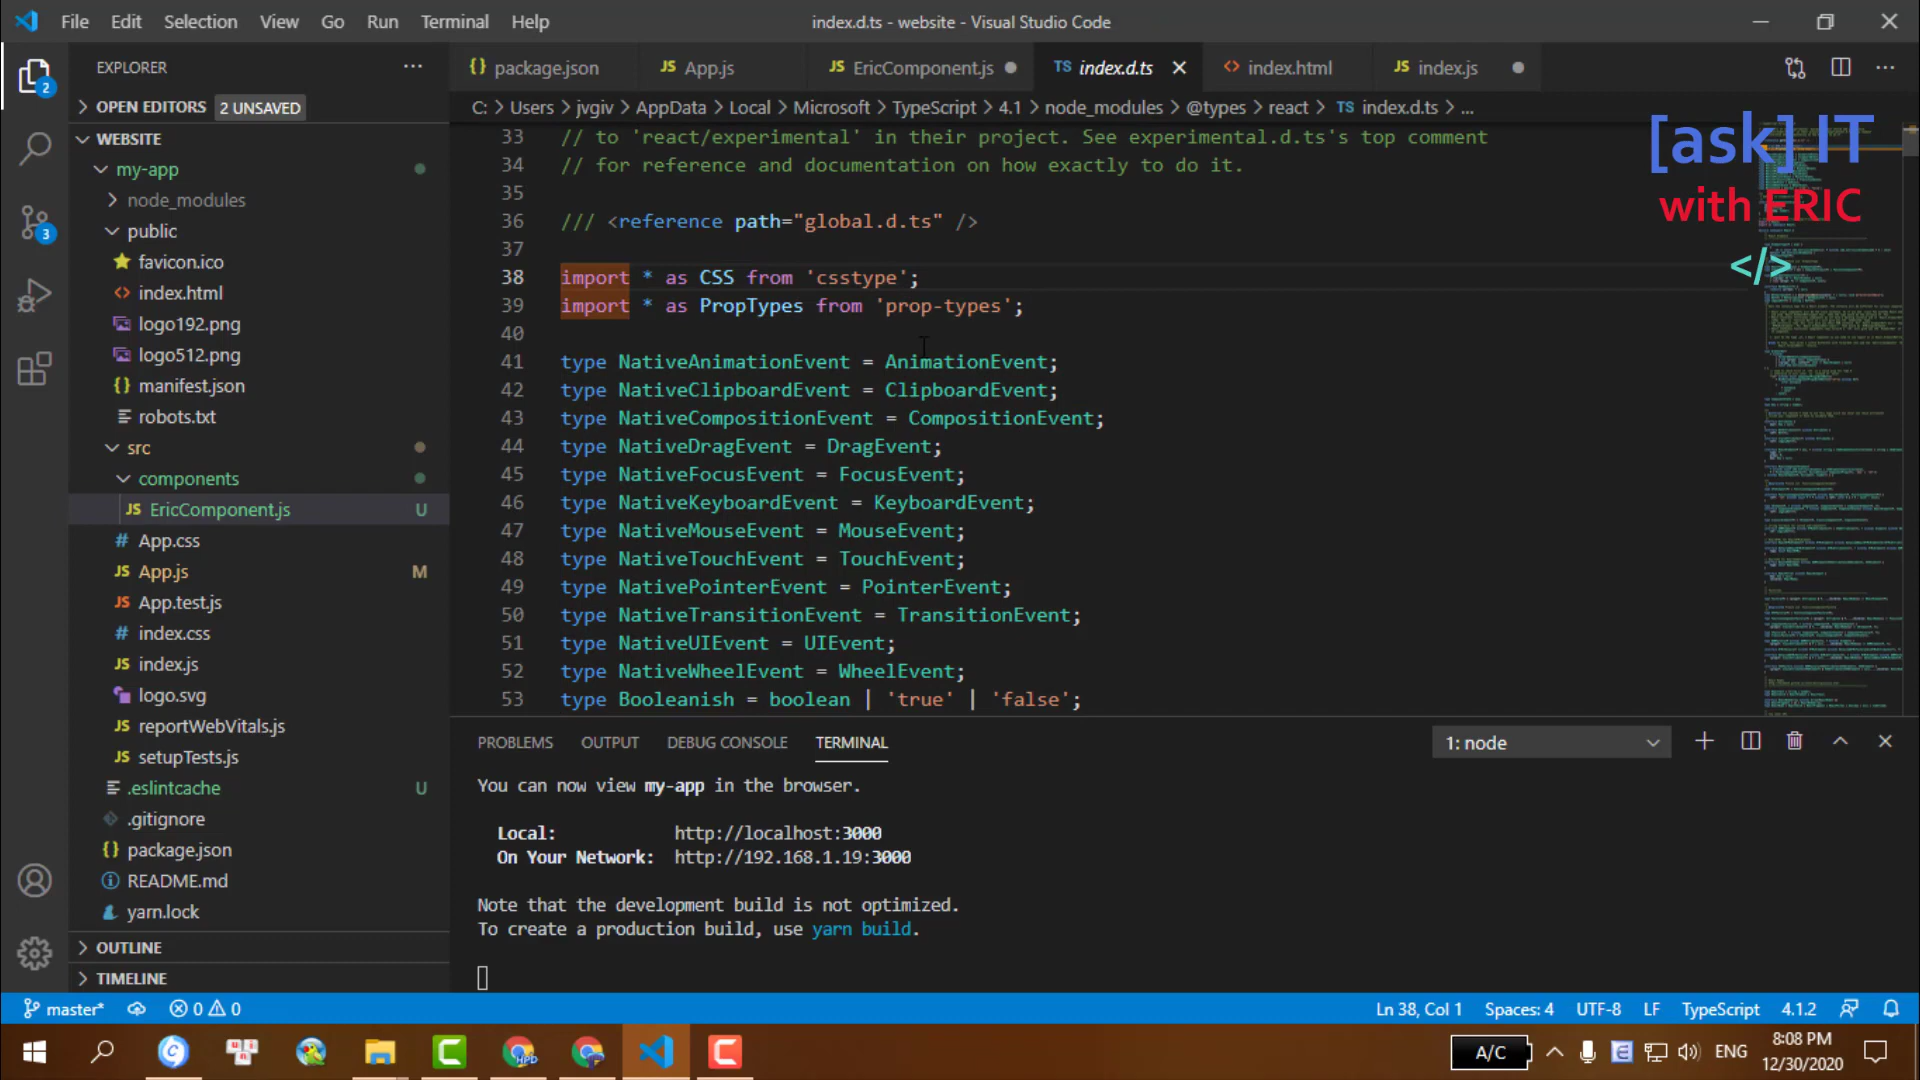 File Edit Selection View Go Run Terminal Help
index.d.ts - website - Visual Studio Code
EXPLORER
package.json
App.js
EricComponent.js
TS index.d.ts
index.html
JS index.js
OPEN EDITORS 2 UNSAVED
C: > Users > jvgiv > AppData > Local > Microsoft > TypeScript > 4.1 > node_modules > @types > react > TS index.d.ts > ...
WEBSITE
my-app
node_modules
public
favicon.ico
index.html
logo192.png
logo512.png
manifest.json
robots.txt
src
components
JS EricComponent.js U
# App.css
JS App.js M
JS App.test.js
# index.css
JS index.js
logo.svg
JS reportWebVitals.js
JS setupTests.js
.eslintcache U
.gitignore
{} package.json
README.md
yarn.lock
OUTLINE
TIMELINE
33 // to 'react/experimental' in their project. See experimental.d.ts's top comment
34 // for reference and documentation on how exactly to do it.
35
36 /// <reference path="global.d.ts" />
37
38 import * as CSS from 'csstype';
39 import * as PropTypes from 'prop-types';
40
41 type NativeAnimationEvent = AnimationEvent;
42 type NativeClipboardEvent = ClipboardEvent;
43 type NativeCompositionEvent = CompositionEvent;
44 type NativeDragEvent = DragEvent;
45 type NativeFocusEvent = FocusEvent;
46 type NativeKeyboardEvent = KeyboardEvent;
47 type NativeMouseEvent = MouseEvent;
48 type NativeTouchEvent = TouchEvent;
49 type NativePointerEvent = PointerEvent;
50 type NativeTransitionEvent = TransitionEvent;
51 type NativeUIEvent = UIEvent;
52 type NativeWheelEvent = WheelEvent;
53 type Booleanish = boolean | 'true' | 'false';
[ask] IT
with ERIC
</>
PROBLEMS OUTPUT DEBUG CONSOLE TERMINAL
1: node
You can now view my-app in the browser.
Local: http://localhost:3000
On Your Network: http://192.168.1.19:3000
Note that the development build is not optimized.
To create a production build, use yarn build.
master* 0 0
Ln 38, Col 1 Spaces: 4 UTF-8 LF TypeScript 4.1.2
A/C
ENG
8:08 PM
12/30/2020
2
3